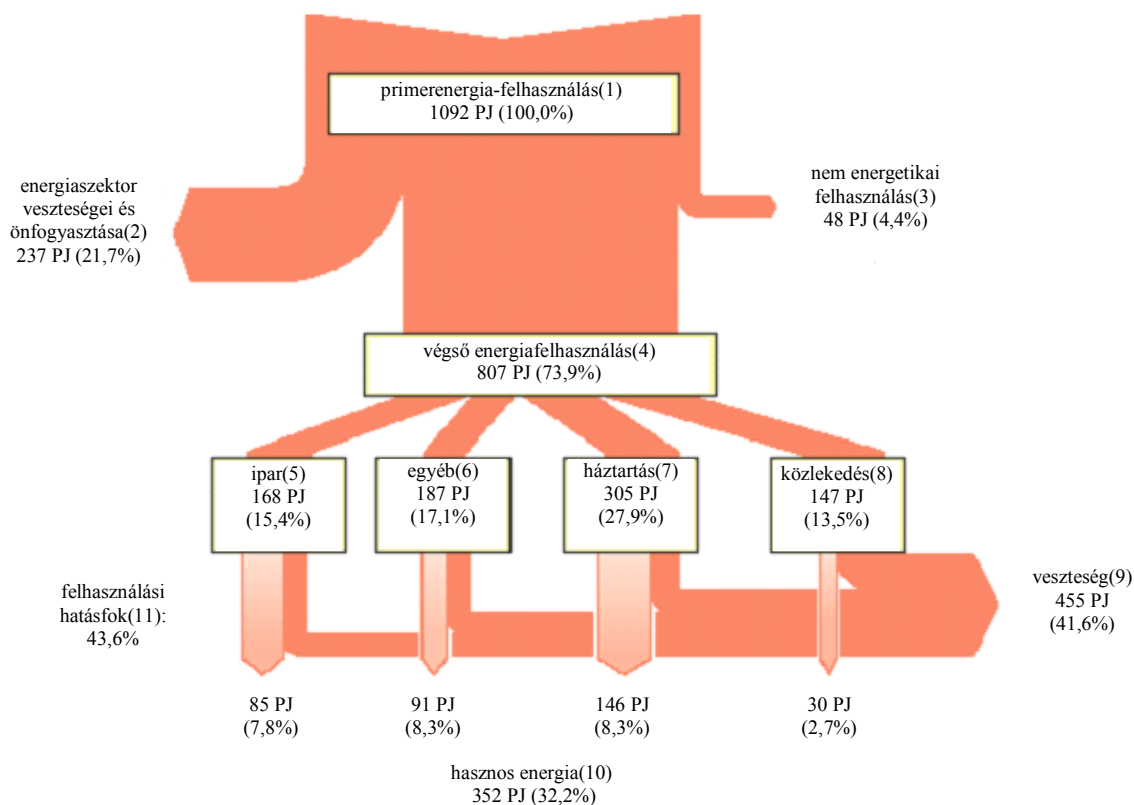 primerenergia-felhasználás(1)
1092 PJ (100,0%)
energiaszektor
veszteségei és
önfogyasztása(2)
237 PJ (21,7%)
nem energetikai
felhasználás(3)
48 PJ (4,4%)
végső energiafelhasználás(4)
807 PJ (73,9%)
ipar(5)
168 PJ
(15,4%)
egyéb(6)
187 PJ
(17,1%)
háztartás(7)
305 PJ
(27,9%)
közlekedés(8)
147 PJ
(13,5%)
felhasználási
hatásfok(11):
43,6%
veszteség(9)
455 PJ
(41,6%)
85 PJ
(7,8%)
91 PJ
(8,3%)
146 PJ
(8,3%)
30 PJ
(2,7%)
hasznos energia(10)
352 PJ (32,2%)